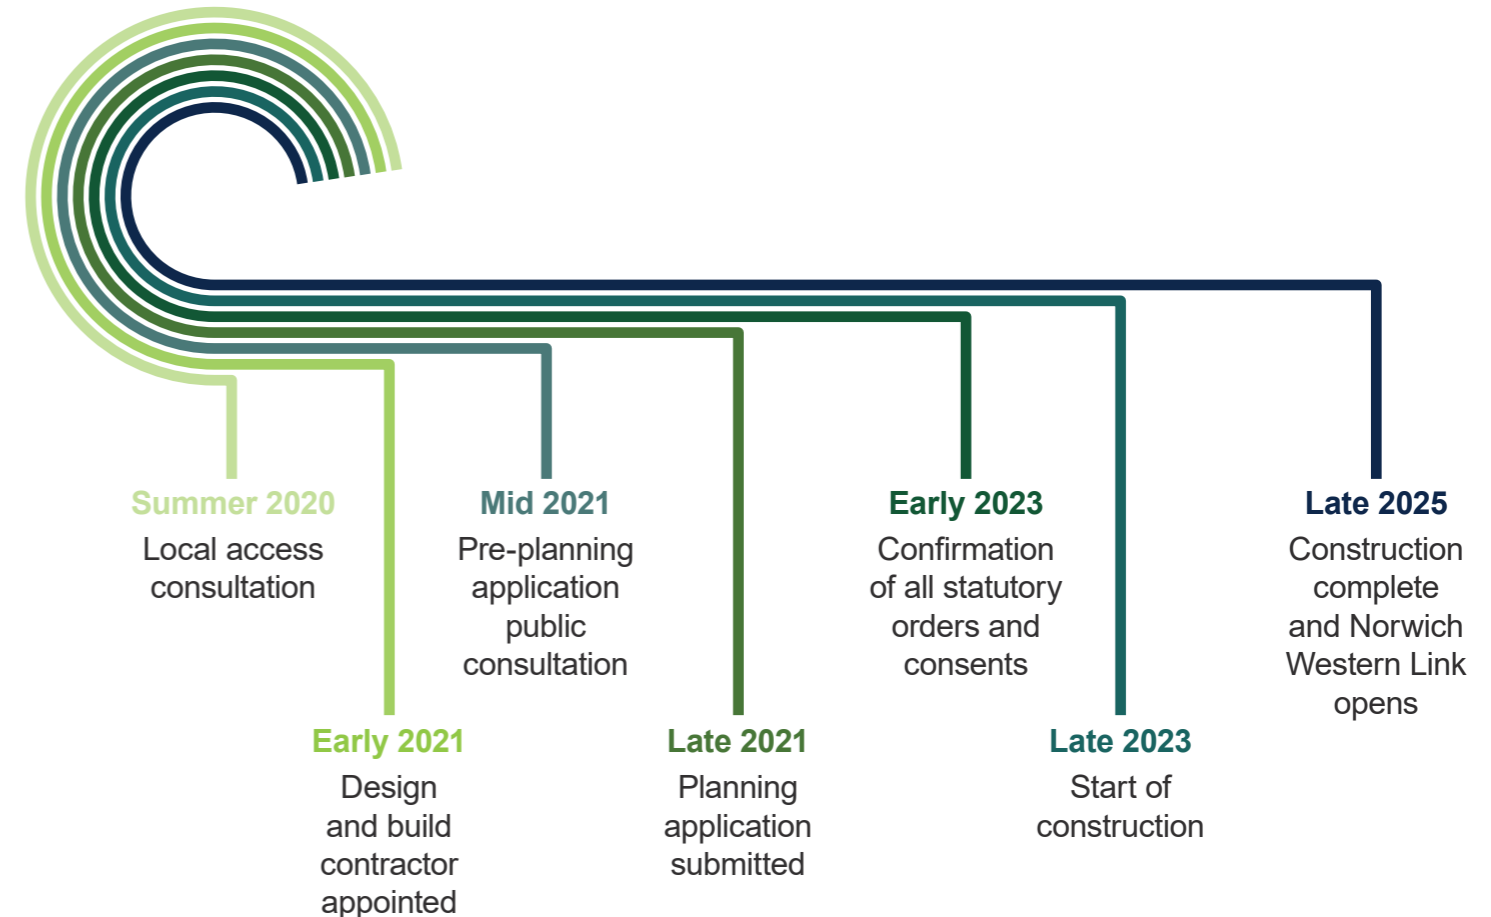 Summer 2020
Local access
consultation
Early 2021
Design
and build
contractor
appointed
Mid 2021
Pre-planning
application
public
consultation
Late 2021
Planning
application
submitted
Early 2023
Confirmation
of all statutory
orders and
consents
Late 2023
Start of
construction
Late 2025
Construction
complete
and Norwich
Western Link
opens